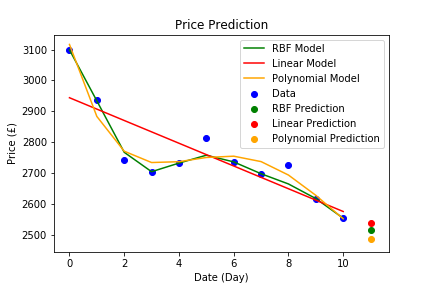 Price Prediction
RBF Model
Linear Model
Polynomial Model
Data
RBF Prediction
Linear Prediction
Polynomial Prediction
Price (£)
3100
3000
2900
2800
2700
2600
2500
0 2 4 6 8 10
Date (Day)